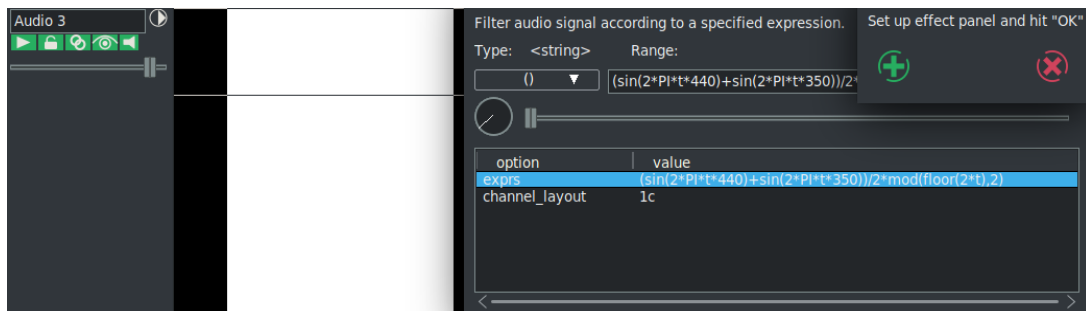 Audio 3
Filter audio signal according to a specified expression.
Type: <string> Range:
() (sin(2*PI*t*440)+sin(2*PI*t*350))/2*
Set up effect panel and hit "OK"
option value
exprs (sin(2*PI*t*440)+sin(2*PI*t*350))/2*mod(floor(2*t),2)
channel_layout 1c